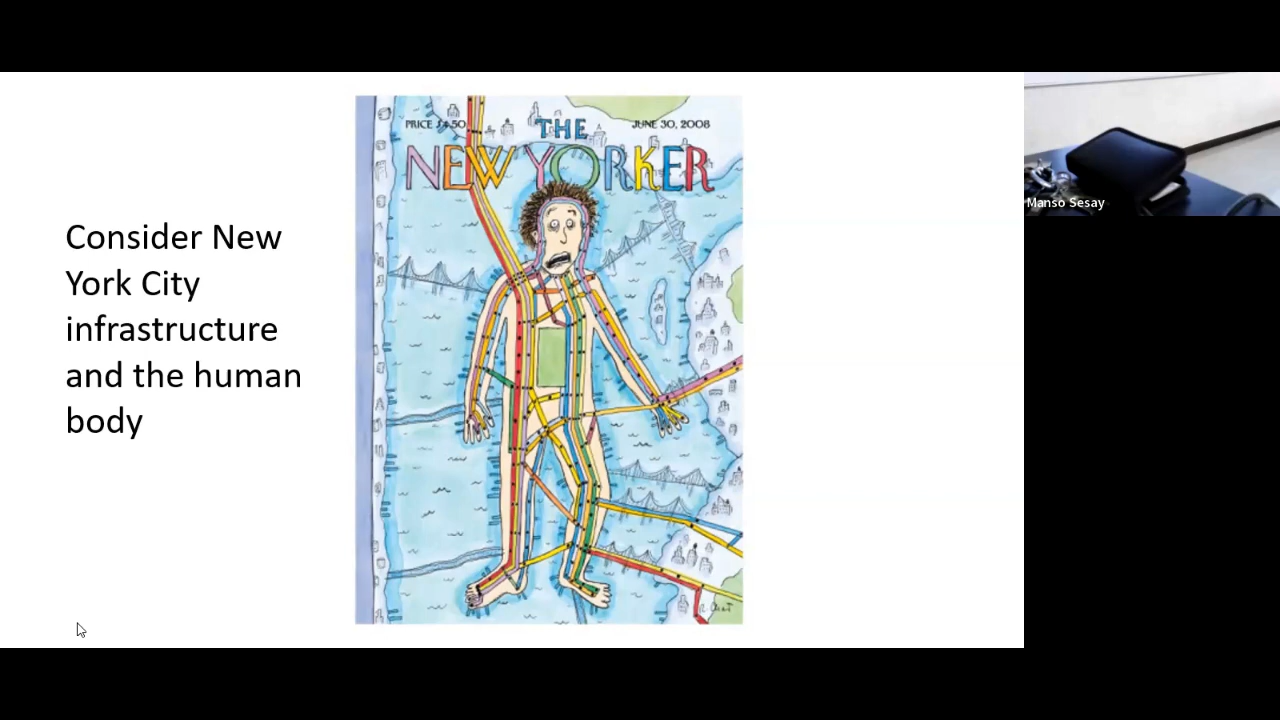 Consider New
York City
infrastructure
and the human
body
PRICE $4.50
THE
JUNE 30, 2008
NEW YORKER
R. Chast
Manso Sesay